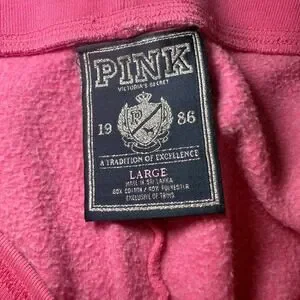 PINK
VICTORIA'S SECRET
19 86
A TRADITION OF EXCELLENCE
LARGE
MADE IN SRI LANKA
60% COTTON / 40% POLYESTER
EXCLUSIVE OF TRIMS